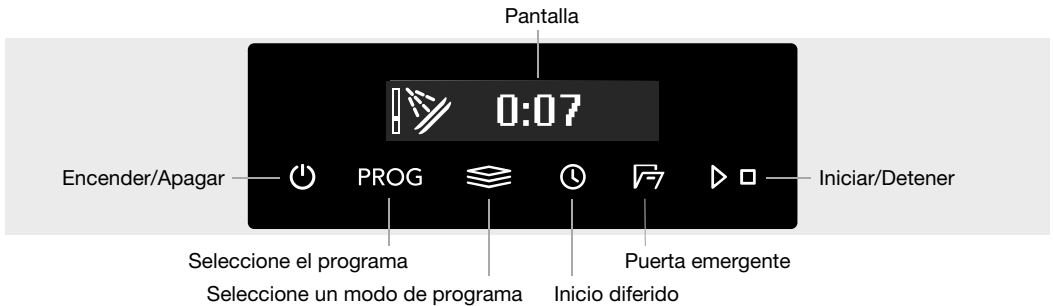 Pantalla
0:07
Encender/Apagar
PROG
Iniciar/Detener
Seleccione el programa
Puerta emergente
Seleccione un modo de programa
Inicio diferido